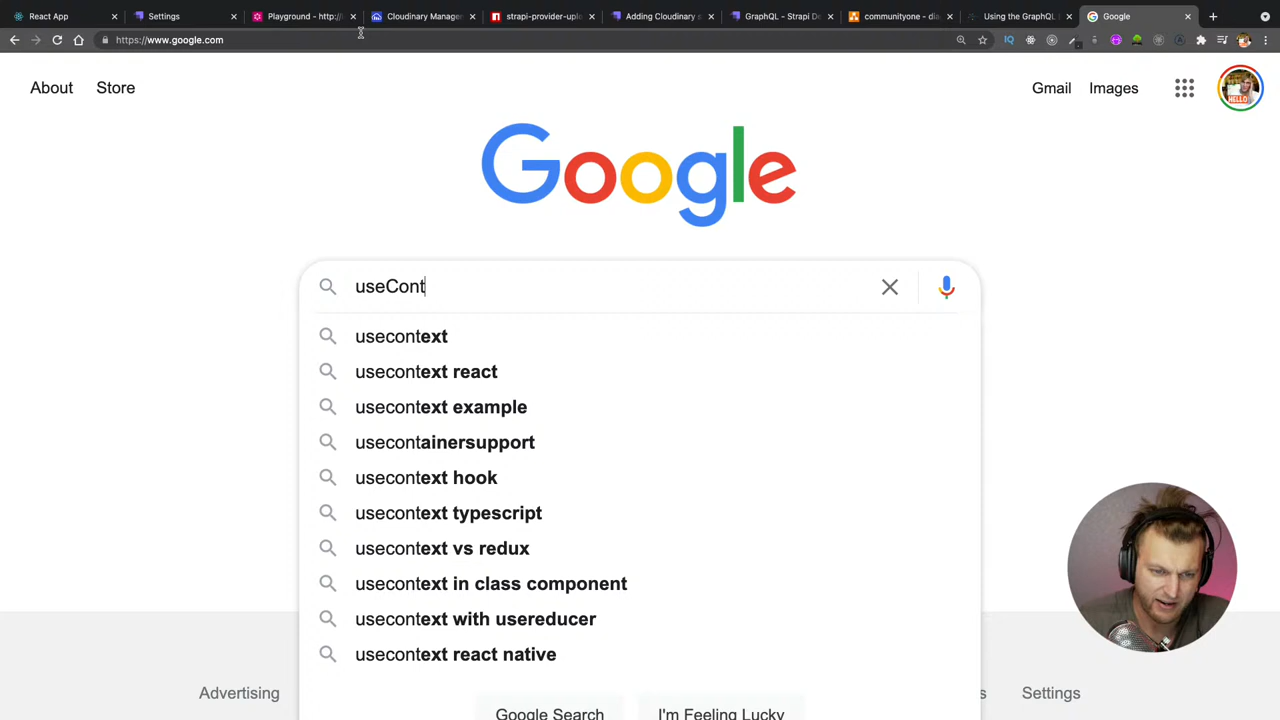 React App
Settings
Playground - http://l
Cloudinary Manage
strapi-provider-uplo
Adding Cloudinary s
GraphQL - Strapi De
communityone - dia
Using the GraphQL S
Google
https://www.google.com
About
Store
Gmail
Images
HELLO
Google
useCont
usecontext
usecontext react
usecontext example
usecontainersupport
usecontext hook
usecontext typescript
usecontext vs redux
usecontext in class component
usecontext with usereducer
usecontext react native
Advertising
s
Settings
Google Search
I'm Feeling Lucky